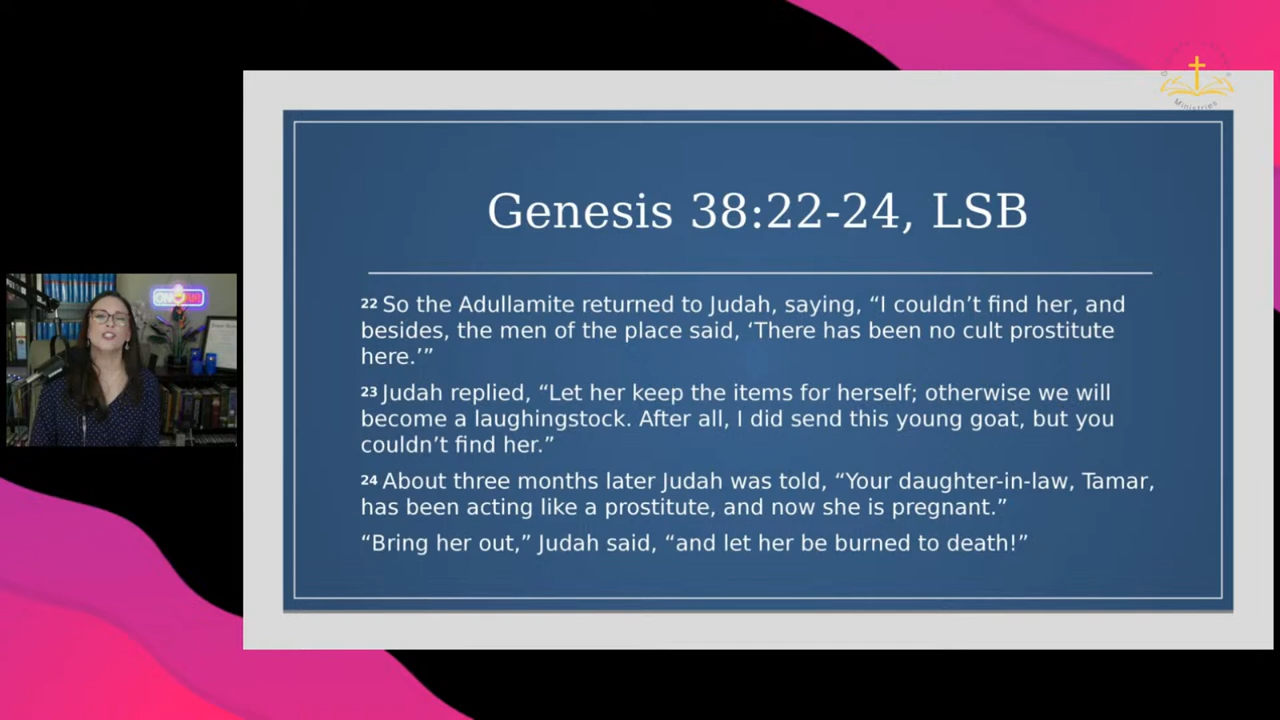 Ministries
Genesis 38:22-24, LSB
22 So the Adullamite returned to Judah, saying, “I couldn’t find her, and
besides, the men of the place said, ‘There has been no cult prostitute
here.’”
23 Judah replied, “Let her keep the items for herself; otherwise we will
become a laughingstock. After all, I did send this young goat, but you
couldn’t find her.”
24 About three months later Judah was told, “Your daughter-in-law, Tamar,
has been acting like a prostitute, and now she is pregnant.”
“Bring her out,” Judah said, “and let her be burned to death!”